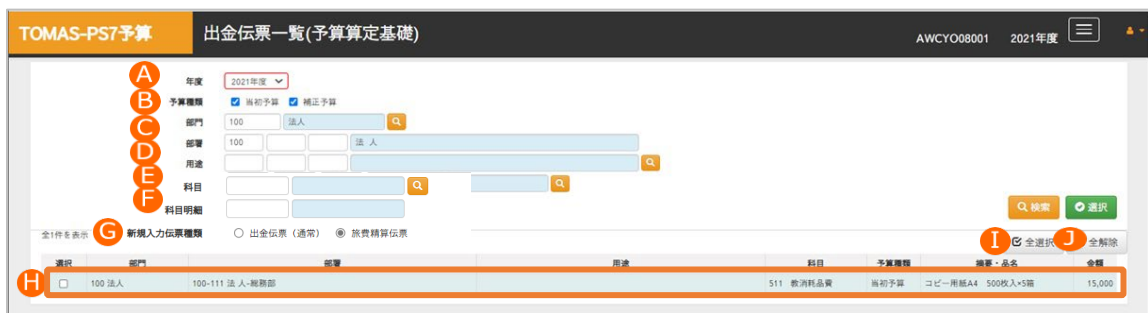 TOMAS-PS7予算 出金伝票一覧(予算算定基礎) AWCYO08001 2021年度
A 年度 2021年度
B 予算種類 当初予算 補正予算
C 部門 100 法人
D 部署 100 法 人
E 用途
F 科目
科目明細
検索 選択
全1件を表示 G 新規入力伝票種類 出金伝票（通常） 旅費精算伝票
I 全選択 J 全解除
選択 部門 部署 用途 科目 予算種類 摘要・品名 金額
H 100 法人 100-111 法 人-総務部 511 教消耗品費 当初予算 コピー用紙A4 500枚入×5箱 15,000